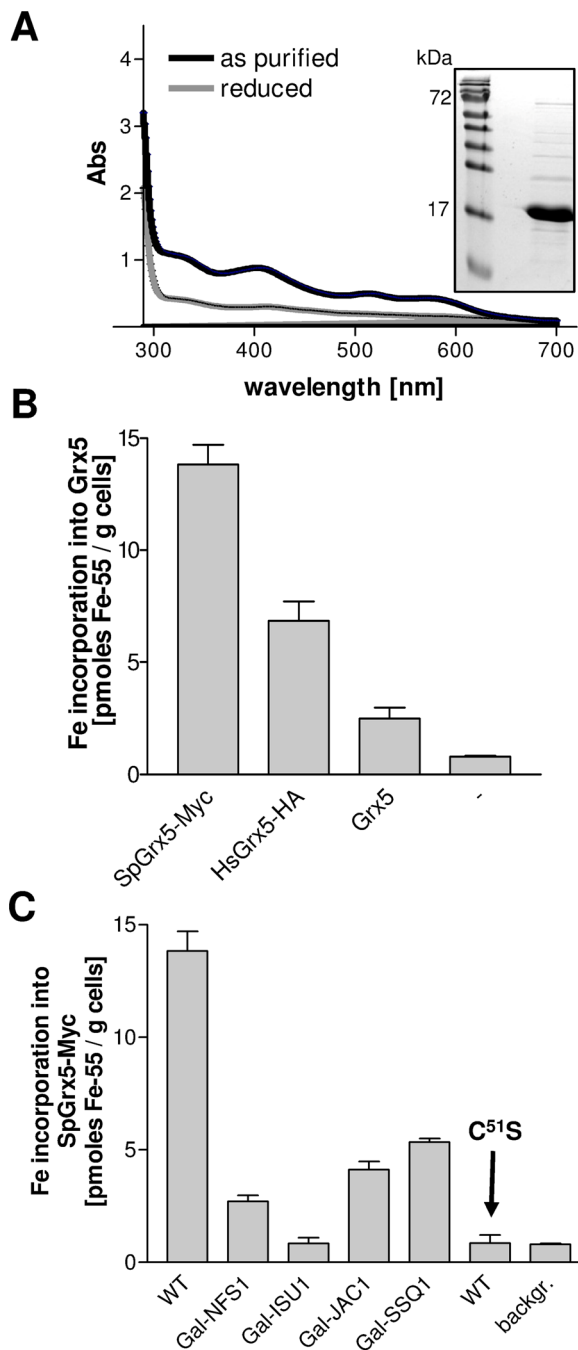 A
as purified
reduced
kDa
72
17
4
3
2
1
Abs
300
400
500
600
700
wavelength [nm]
B
Fe incorporation into Grx5
[pmoles Fe-55 / g cells]
15
10
5
0
SpGrx5-Myc
HsGrx5-HA
Grx5
-
C
Fe incorporation into
SpGrx5-Myc
[pmoles Fe-55 / g cells]
15
10
5
0
C⁵¹S
WT
Gal-NFS1
Gal-ISU1
Gal-JAC1
Gal-SSQ1
WT
backgr.